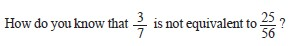 How do you know that 3/7 is not equivalent to 25/56?